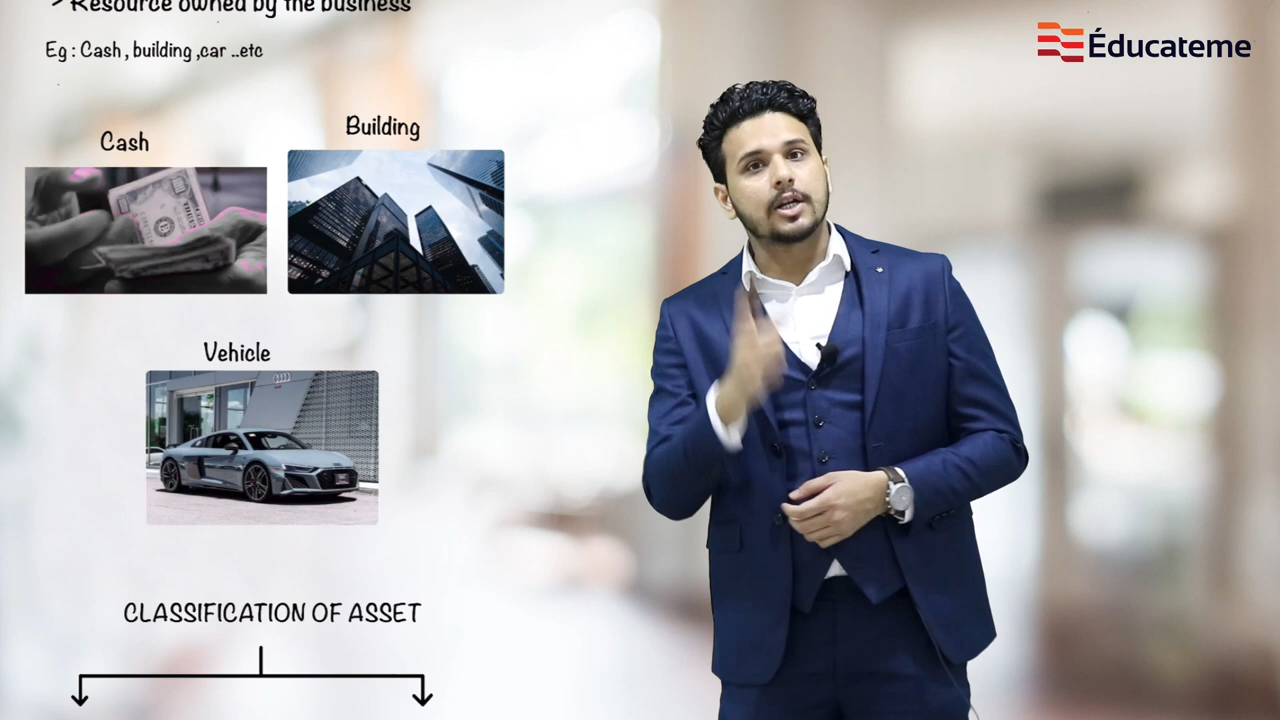 > Resource owned by the business
Eg : Cash , building ,car ..etc
Cash
Building
Vehicle
CLASSIFICATION OF ASSET
Éducateme